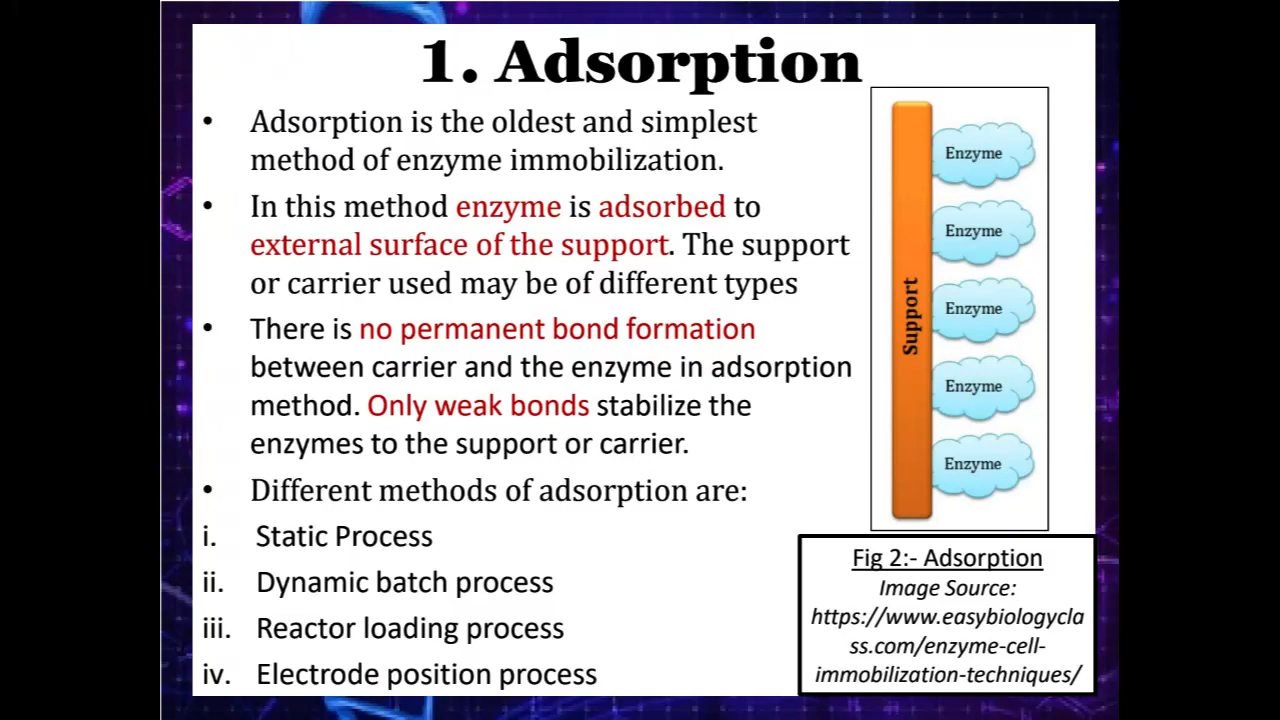 1. Adsorption
• Adsorption is the oldest and simplest
method of enzyme immobilization.
• In this method enzyme is adsorbed to
external surface of the support. The support
or carrier used may be of different types
• There is no permanent bond formation
between carrier and the enzyme in adsorption
method. Only weak bonds stabilize the
enzymes to the support or carrier.
• Different methods of adsorption are:
i. Static Process
ii. Dynamic batch process
iii. Reactor loading process
iv. Electrode position process
Support
Enzyme
Enzyme
Enzyme
Enzyme
Enzyme
Fig 2:- Adsorption
Image Source:
https://www.easybiologycla
ss.com/enzyme-cell-
immobilization-techniques/